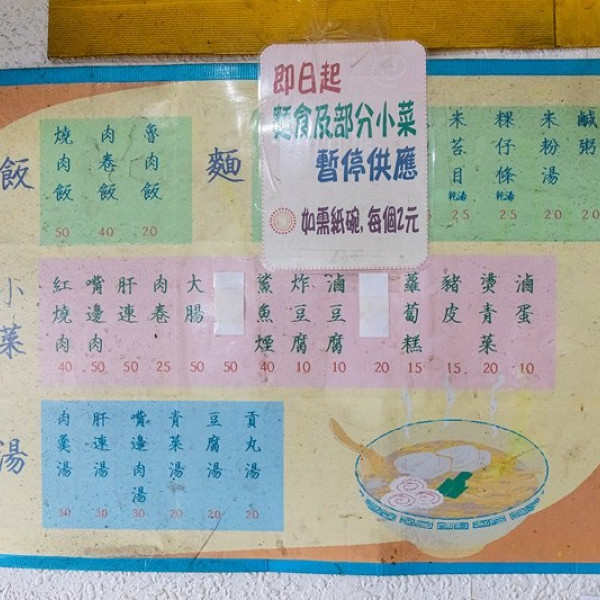 即日起
麵食及部分小菜
暫停供應
如需紙碗,每個2元
飯
燒肉飯
50
肉卷飯
40
魯肉飯
20
麵
米苔目
乾湯
25
粿仔條
乾湯
25
米粉湯
20
鹹粥
20
小菜
紅燒肉
40
嘴邊肉
50
肝連
50
肉卷
25
大腸
50
50
鯊魚煙
40
炸豆腐
10
滷豆腐
10
20
蘿蔔糕
15
豬皮
15
燙青菜
20
滷蛋
10
湯
肉羹湯
30
肝連湯
30
嘴邊肉湯
30
青菜湯
20
豆腐湯
20
貢丸湯
20